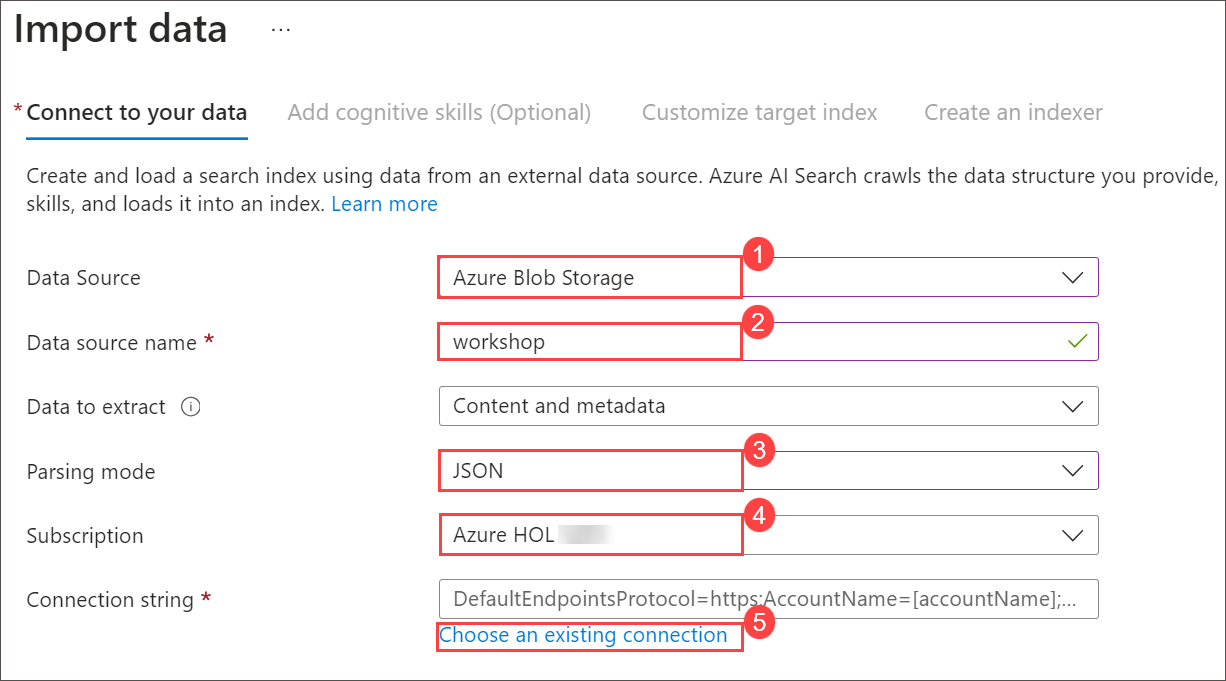 Import data ...
* Connect to your data Add cognitive skills (Optional) Customize target index Create an indexer
Create and load a search index using data from an external data source. Azure AI Search crawls the data structure you provide,
skills, and loads it into an index. Learn more
1
Data Source Azure Blob Storage
2
Data source name * workshop
Data to extract Content and metadata
3
Parsing mode JSON
4
Subscription Azure HOL
Connection string * DefaultEndpointsProtocol=https;AccountName=[accountName];...
5
Choose an existing connection